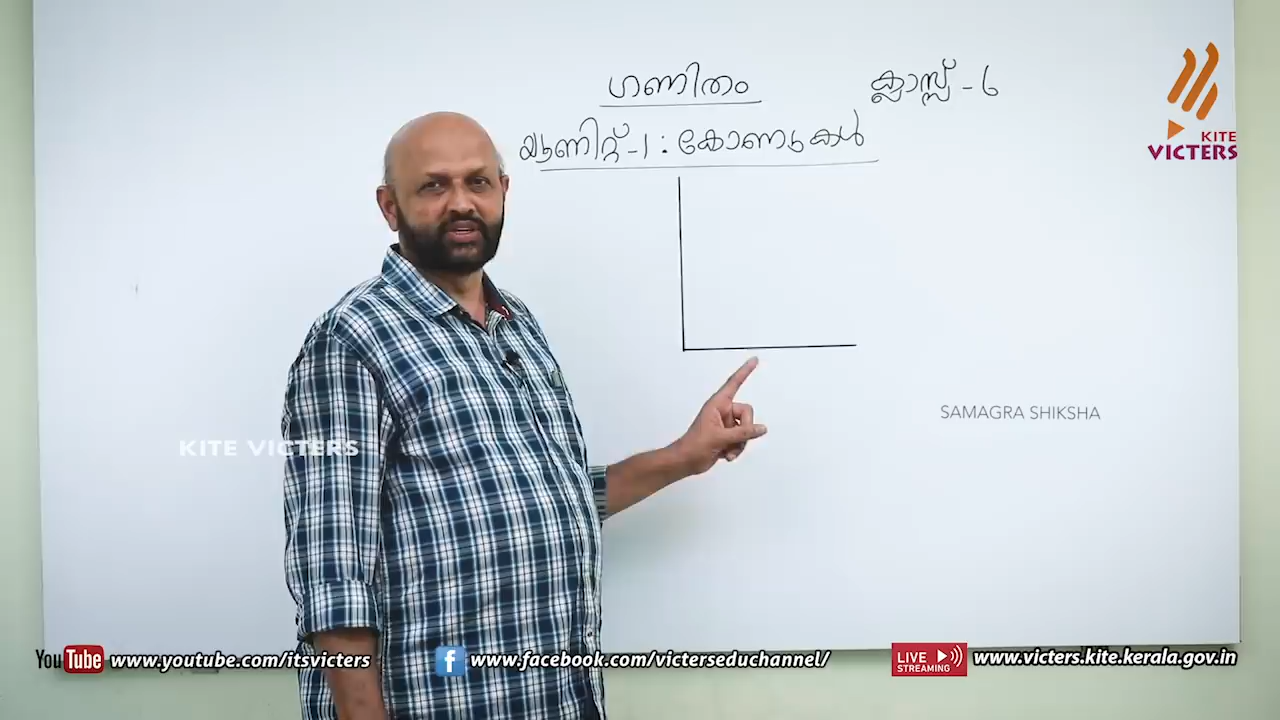 ഗണിതം ക്ലാസ്സ് - 6
യൂണിറ്റ് - 1 : കോണുകൾ
KITE
VICTERS
SAMAGRA SHIKSHA
KITE VICTERS
YouTube www.youtube.com/itsvicters f www.facebook.com/victerseduchannel/ LIVE STREAMING www.victers.kite.kerala.gov.in